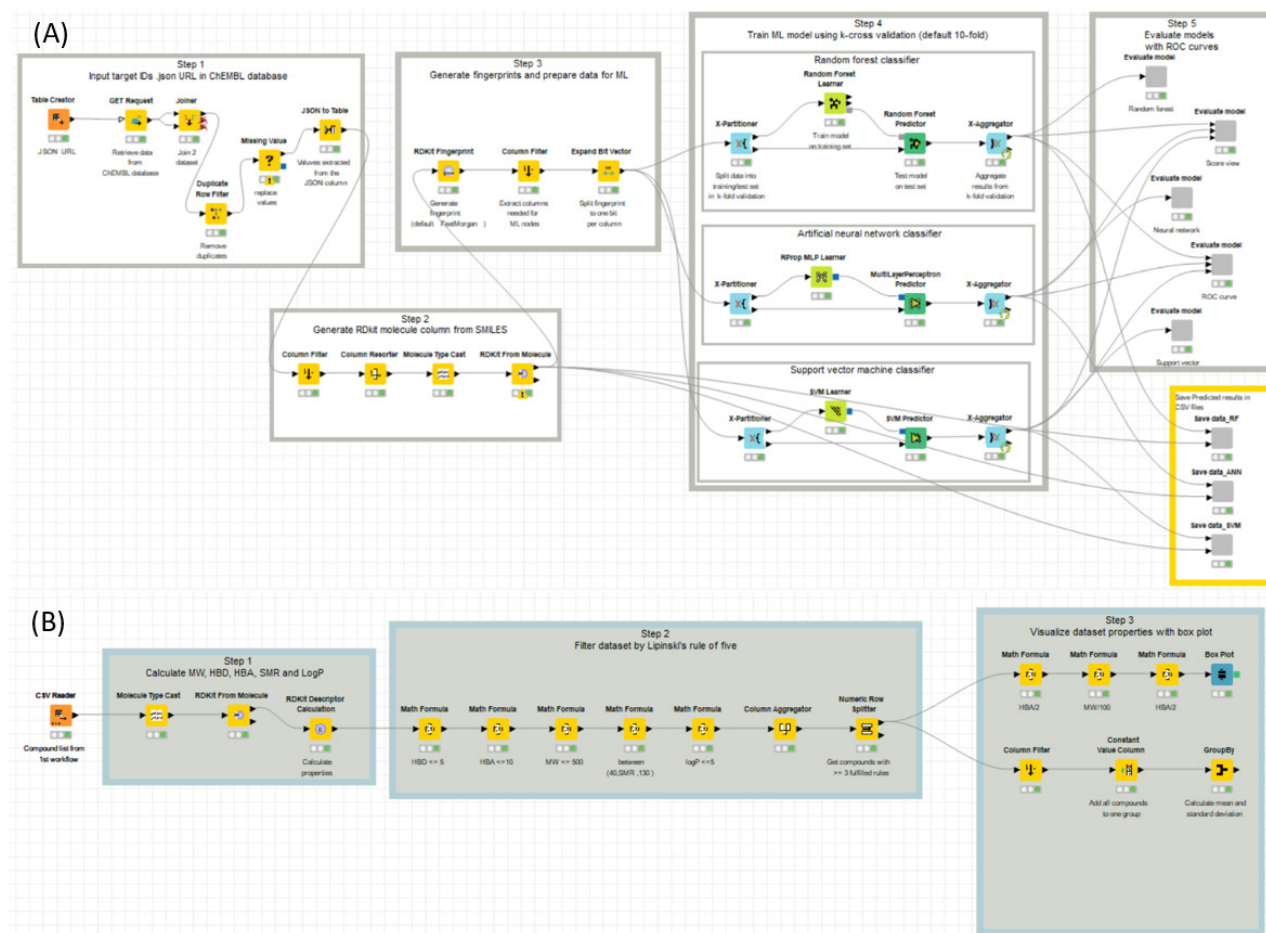 (A)
Step 1
Input target IDs .json URL in ChEMBL database
Table Creator
JSON URL
GET Request
Retrieve data
from
ChEMBL database
Joiner
Join 2
dataset
Duplicate
Row Filter
Remove
duplicates
Missing Value
replace
values
JSON to Table
Valuves extracted
from the
JSON column
Step 2
Generate RDkit molecule column from SMILES
Column Filter
Column Resorter
Molecule Type Cast
RDKit From Molecule
Step 3
Generate fingerprints and prepare data for ML
RDKit Fingerprint
Generate
fingerprint
(default FeatMorgan )
Column Filter
Extract columns
needed for
ML nodes
Expand Bit Vector
Split fingerprint
to one bit
per column
Step 4
Train ML model using k-cross validation (default 10-fold)
Random forest classifier
X-Partitioner
Split data into
training/test set
in k-fold validation
Random Forest
Learner
Train model
on training set
Random Forest
Predictor
Test model
on test set
X-Aggregator
Aggregate
results from
k-fold validation
Artificial neural network classifier
X-Partitioner
RProp MLP Learner
MultiLayerPerceptron
Predictor
X-Aggregator
Support vector machine classifier
X-Partitioner
SVM Learner
SVM Predictor
X-Aggregator
Step 5
Evaluate models
with ROC curves
Evaluate model
Random forest
Evaluate model
Score view
Evaluate model
Neural network
Evaluate model
ROC curve
Evaluate model
Support vector
Save Predicted results in
CSV files
Save data_RF
Save data_ANN
Save data_SVM
(B)
CSV Reader
Compound list from
1st workflow
Step 1
Calculate MW, HBD, HBA, SMR and LogP
Molecule Type Cast
RDKit From Molecule
RDKit Descriptor
Calculation
Calculate
properties
Step 2
Filter dataset by Lipinski's rule of five
Math Formula
HBD <= 5
Math Formula
HBA <=10
Math Formula
MW <= 500
Math Formula
between
(40,SMR ,130 )
Math Formula
logP <=5
Column Aggregator
Numeric Row
Splitter
Get compounds with
>= 3 fulfilled rules
Step 3
Visualize dataset properties with box plot
Math Formula
HBA/2
Math Formula
MW/100
Math Formula
HBA/2
Box Plot
Column Filter
Constant
Value Column
Add all compounds
to one group
GroupBy
Calculate mean and
standard deviation